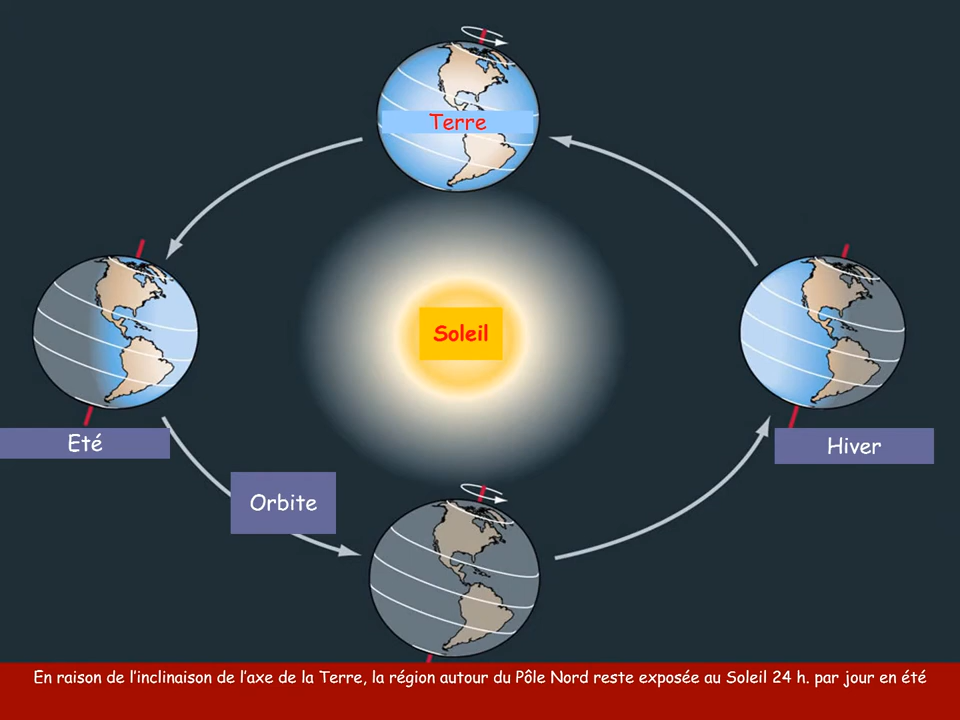 Terre
Soleil
Eté
Hiver
Orbite
En raison de l'inclinaison de l'axe de la Terre, la région autour du Pôle Nord reste exposée au Soleil 24 h. par jour en été